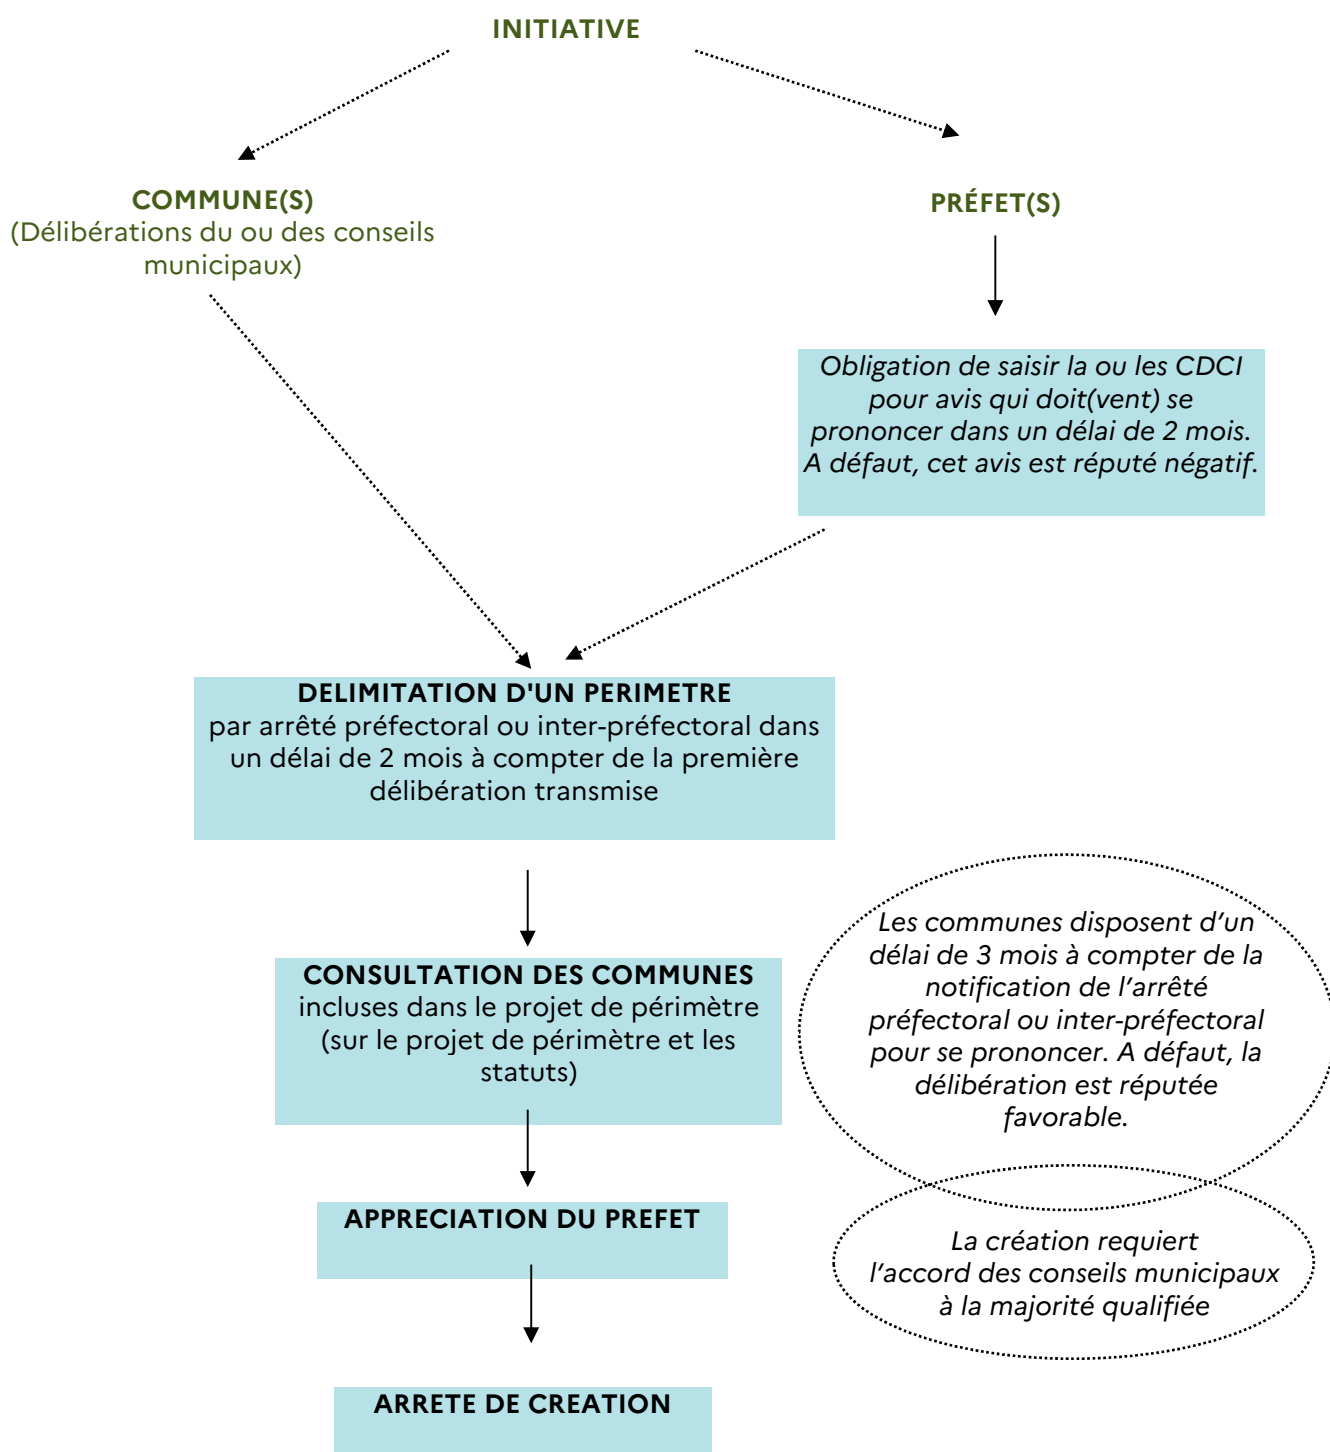 INITIATIVE
COMMUNE(S)
(Délibérations du ou des conseils
municipaux)
PRÉFET(S)
Obligation de saisir la ou les CDCI
pour avis qui doit(vent) se
prononcer dans un délai de 2 mois.
A défaut, cet avis est réputé négatif.
DELIMITATION D'UN PERIMETRE
par arrêté préfectoral ou inter-préfectoral dans
un délai de 2 mois à compter de la première
délibération transmise
CONSULTATION DES COMMUNES
incluses dans le projet de périmètre
(sur le projet de périmètre et les
statuts)
Les communes disposent d’un
délai de 3 mois à compter de la
notification de l’arrêté
préfectoral ou inter-préfectoral
pour se prononcer. A défaut, la
délibération est réputée
favorable.
APPRECIATION DU PREFET
La création requiert
l’accord des conseils municipaux
à la majorité qualifiée
ARRETE DE CREATION